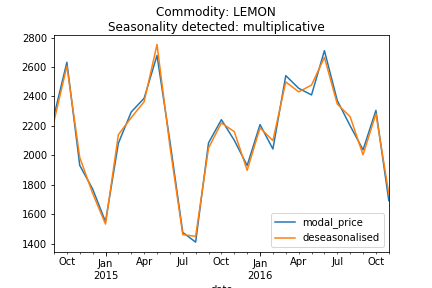 Commodity: LEMON
Seasonality detected: multiplicative
2800
2600
2400
2200
2000
1800
1600
1400
modal_price
deseasonalised
Oct Jan Apr Jul Oct Jan Apr Jul Oct
2015 2016
date